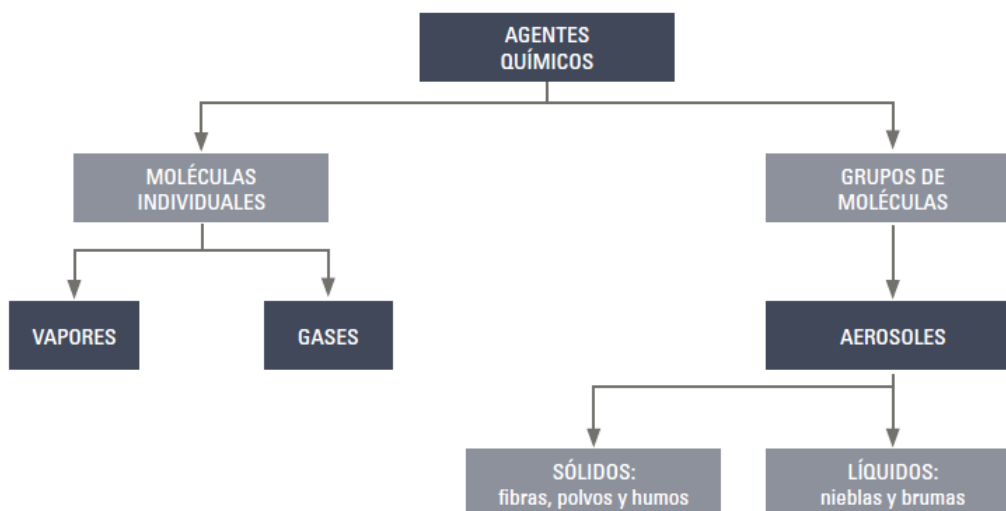 AGENTES
QUÍMICOS
MOLÉCULAS
INDIVIDUALES
GRUPOS DE
MOLÉCULAS
VAPORES
GASES
AEROSOLES
SÓLIDOS:
fibras, polvos y humos
LÍQUIDOS:
nieblas y brumas